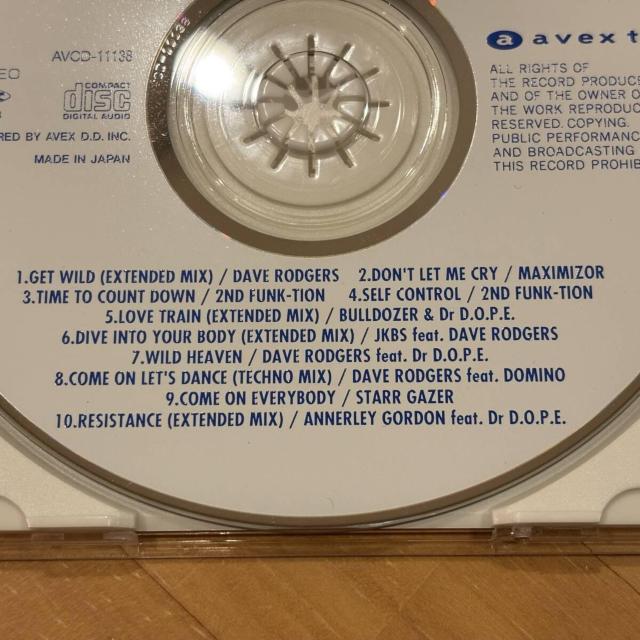 AVCD-11138
COMPACT
disc
DIGITAL AUDIO
BY AVEX D.D. INC.
MADE IN JAPAN
a avex
ALL RIGHTS OF
THE RECORD
AND OF THE OWNER
THE WORK
RESERVED. COPYING.
PUBLIC
AND BROADCASTING
THIS RECORD
1.GET WILD (EXTENDED MIX) / DAVE RODGERS 2.DON'T LET ME CRY / MAXIMIZOR
3.TIME TO COUNT DOWN / 2ND FUNK-TION 4.SELF CONTROL / 2ND FUNK-TION
5.LOVE TRAIN (EXTENDED MIX) / BULLDOZER & Dr D.O.P.E.
6.DIVE INTO YOUR BODY (EXTENDED MIX) / JKBS feat. DAVE RODGERS
7.WILD HEAVEN / DAVE RODGERS feat. Dr D.O.P.E.
8.COME ON LET'S DANCE (TECHNO MIX) / DAVE RODGERS feat. DOMINO
9.COME ON EVERYBODY / STARR GAZER
10.RESISTANCE (EXTENDED MIX) / ANNERLEY GORDON feat. Dr D.O.P.E.